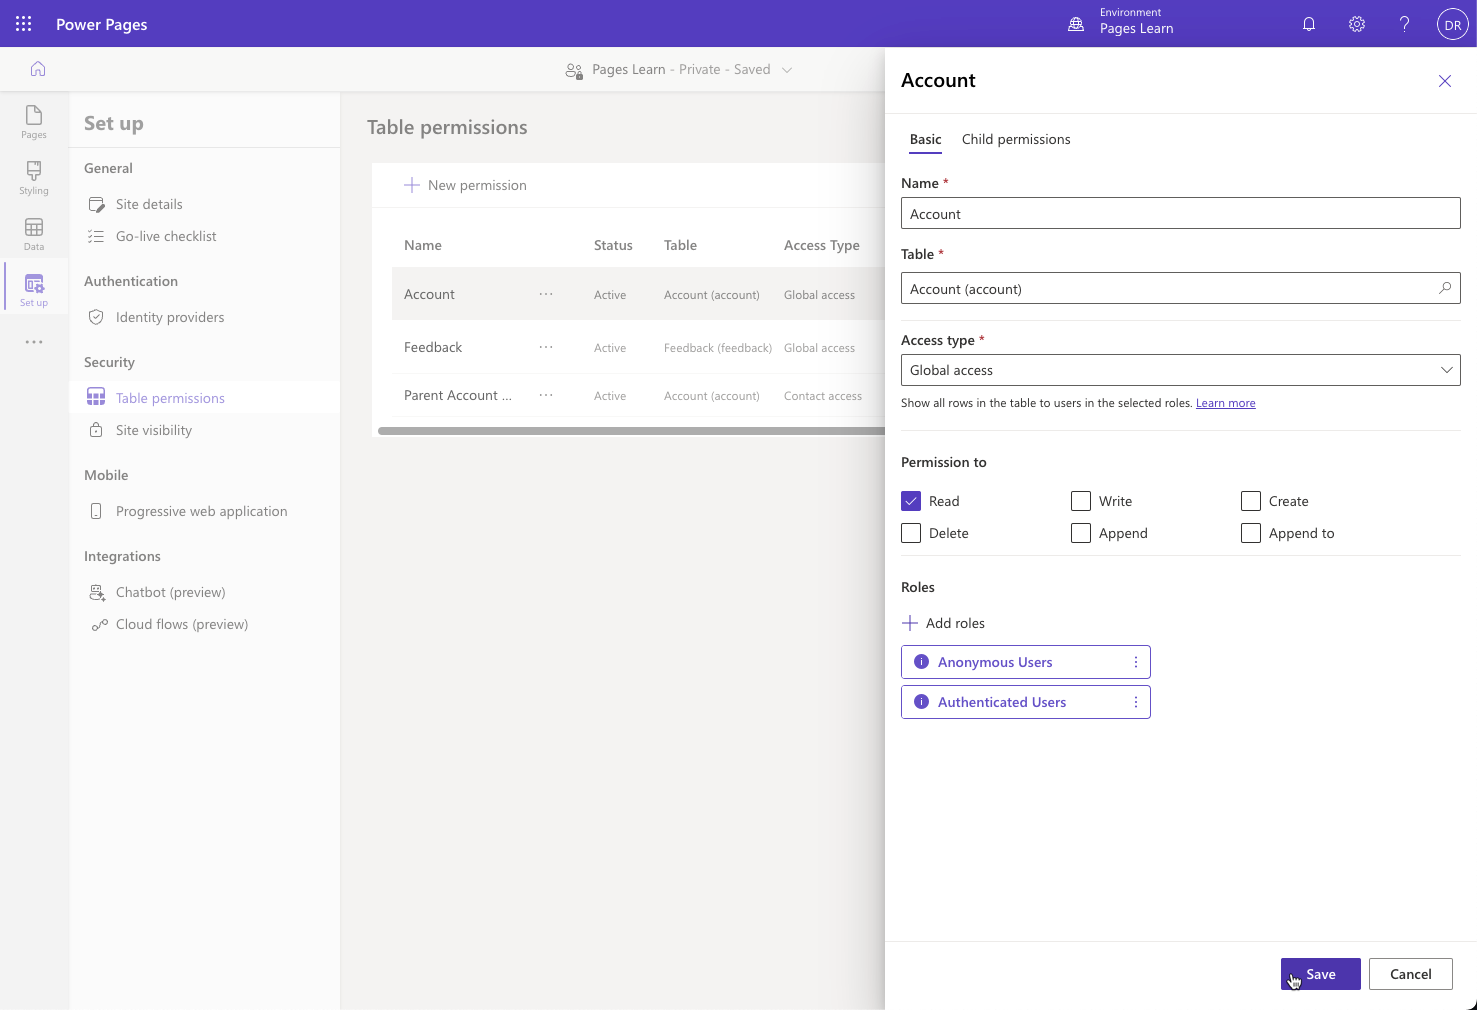 Power Pages
Environment
Pages Learn
?
DR
Pages Learn - Private - Saved
Pages
Styling
Data
Set up
Set up
General
Site details
Go-live checklist
Authentication
Identity providers
Security
Table permissions
Site visibility
Mobile
Progressive web application
Integrations
Chatbot (preview)
Cloud flows (preview)
Table permissions
New permission
Name Status Table Access Type
Account ... Active Account (account) Global access
Feedback ... Active Feedback (feedback) Global access
Parent Account ... ... Active Account (account) Contact access
Account
Basic Child permissions
Name *
Account
Table *
Account (account)
Access type *
Global access
Show all rows in the table to users in the selected roles. Learn more
Permission to
Read Write Create
Delete Append Append to
Roles
Add roles
Anonymous Users
Authenticated Users
Save Cancel